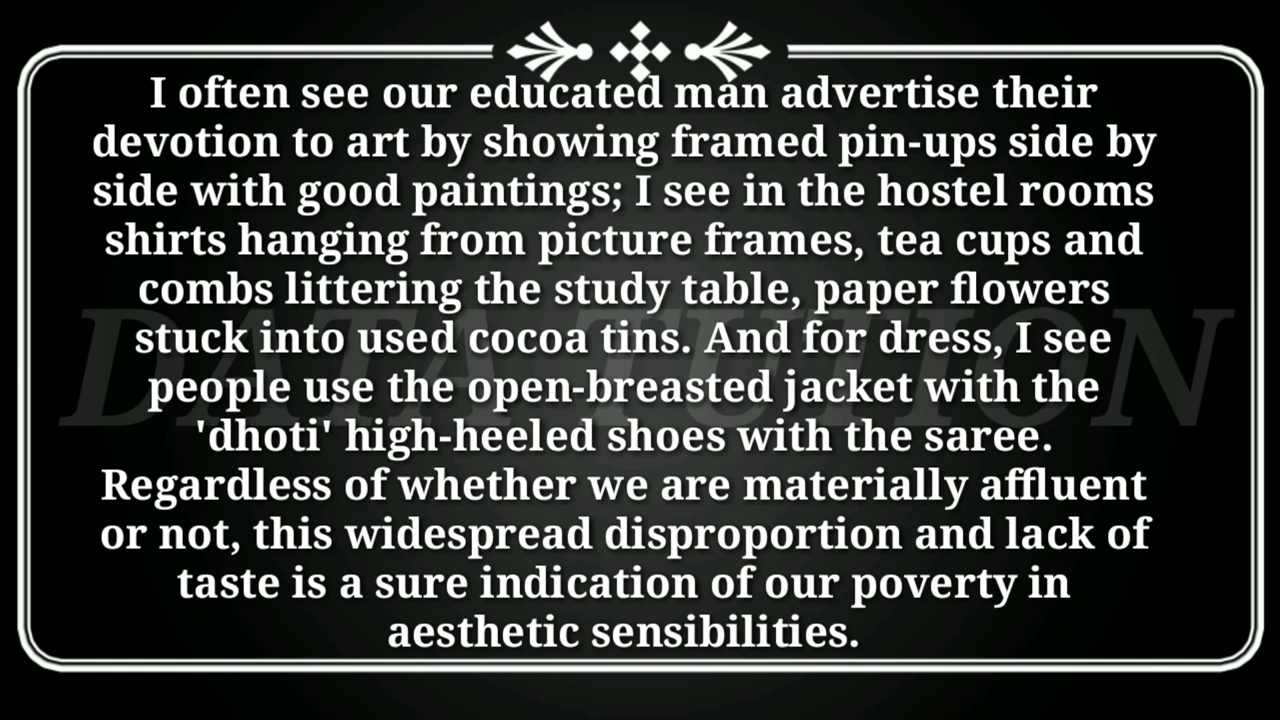 I often see our educated man advertise their
devotion to art by showing framed pin-ups side by
side with good paintings; I see in the hostel rooms
shirts hanging from picture frames, tea cups and
combs littering the study table, paper flowers
stuck into used cocoa tins. And for dress, I see
people use the open-breasted jacket with the
'dhoti' high-heeled shoes with the saree.
Regardless of whether we are materially affluent
or not, this widespread disproportion and lack of
taste is a sure indication of our poverty in
aesthetic sensibilities.
DATA TUTION